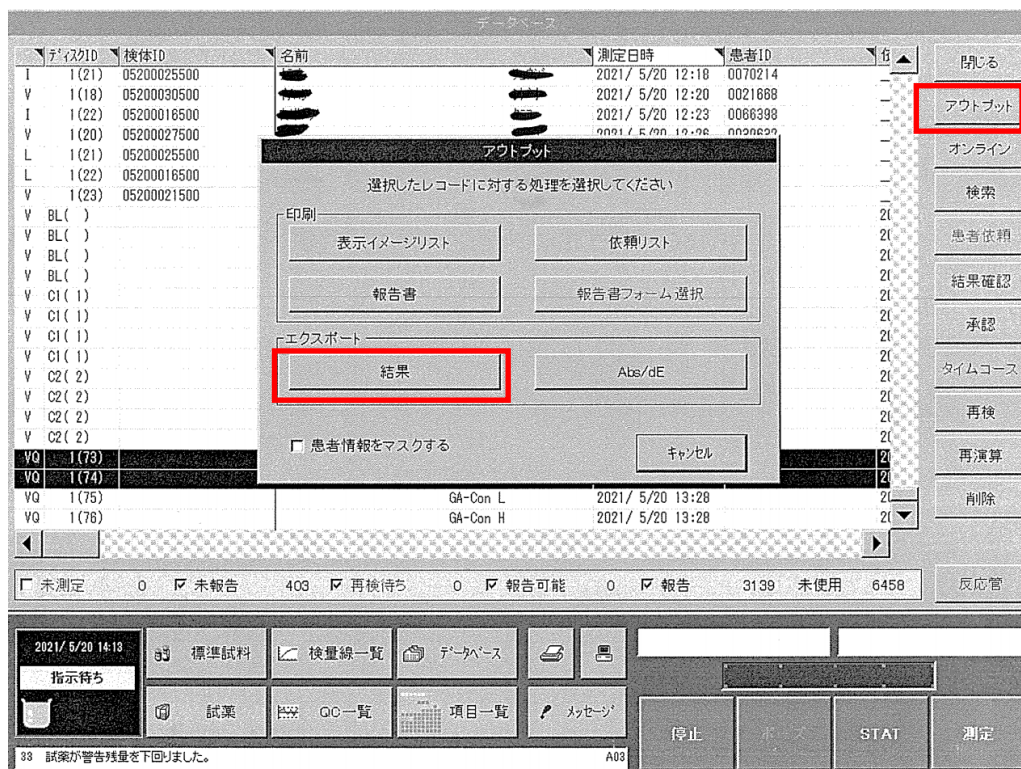 データベース
ディスクID 検体ID 名前 測定日時 患者ID
I 1(21) 05200025500 2021/ 5/20 12:18 0070214
V 1(18) 05200030500 2021/ 5/20 12:20 0021668
I 1(22) 05200016500 2021/ 5/20 12:23 0066398
V 1(20) 05200027500 2021/ 5/20 12:26 0030632
L 1(21) 05200025500
L 1(22) 05200016500
V 1(23) 05200021500
V BL( )
V BL( )
V BL( )
V BL( )
V C1( 1)
V C1( 1)
V C1( 1)
V C1( 1)
V C2( 2)
V C2( 2)
V C2( 2)
V C2( 2)
VQ 1(73)
VQ 1(74)
VQ 1(75) GA-Con L 2021/ 5/20 13:28
VQ 1(76) GA-Con H 2021/ 5/20 13:28
アウトプット
選択したレコードに対する処理を選択してください
印刷
表示イメージリスト 依頼リスト
報告書 報告書フォーム選択
エクスポート
結果 Abs/dE
患者情報をマスクする
キャンセル
閉じる
アウトプット
オンライン
検索
患者依頼
結果確認
承認
タイムコース
再検
再演算
削除
未測定 0 未報告 403 再検待ち 0 報告可能 0 報告 3139 未使用 6458
反応管
2021/ 5/20 14:13
指示待ち
標準試料 検量線一覧 データベース
試薬 QC一覧 項目一覧 メッセージ
停止 ポーズ STAT 測定
33 試薬が警告残量を下回りました。 A03